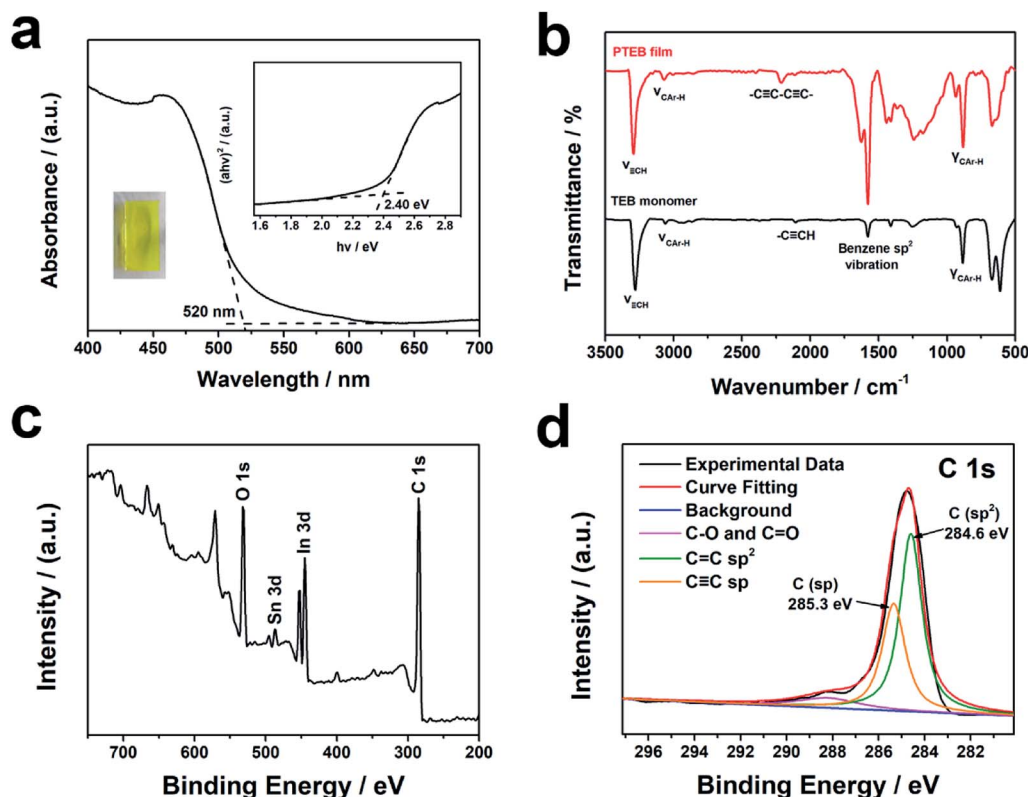 a
Absorbance / (a.u.)
520 nm
400 450 500 550 600 650 700
Wavelength / nm
(ahv)² / (a.u.)
2.40 eV
1.6 1.8 2.0 2.2 2.4 2.6 2.8
hv / eV
b
Transmittance / %
PTEB film
νCAr-H
-C≡C-C≡C-
ν≡CH
γCAr-H
TEB monomer
νCAr-H
-C≡CH
Benzene sp²
vibration
γCAr-H
ν≡CH
3500 3000 2500 2000 1500 1000 500
Wavenumber / cm⁻¹
c
Intensity / (a.u.)
O 1s
Sn 3d
In 3d
C 1s
700 600 500 400 300 200
Binding Energy / eV
d
Intensity / (a.u.)
Experimental Data
Curve Fitting
Background
C-O and C=O
C=C sp²
C≡C sp
C 1s
C (sp²)
284.6 eV
C (sp)
285.3 eV
296 294 292 290 288 286 284 282
Binding Energy / eV